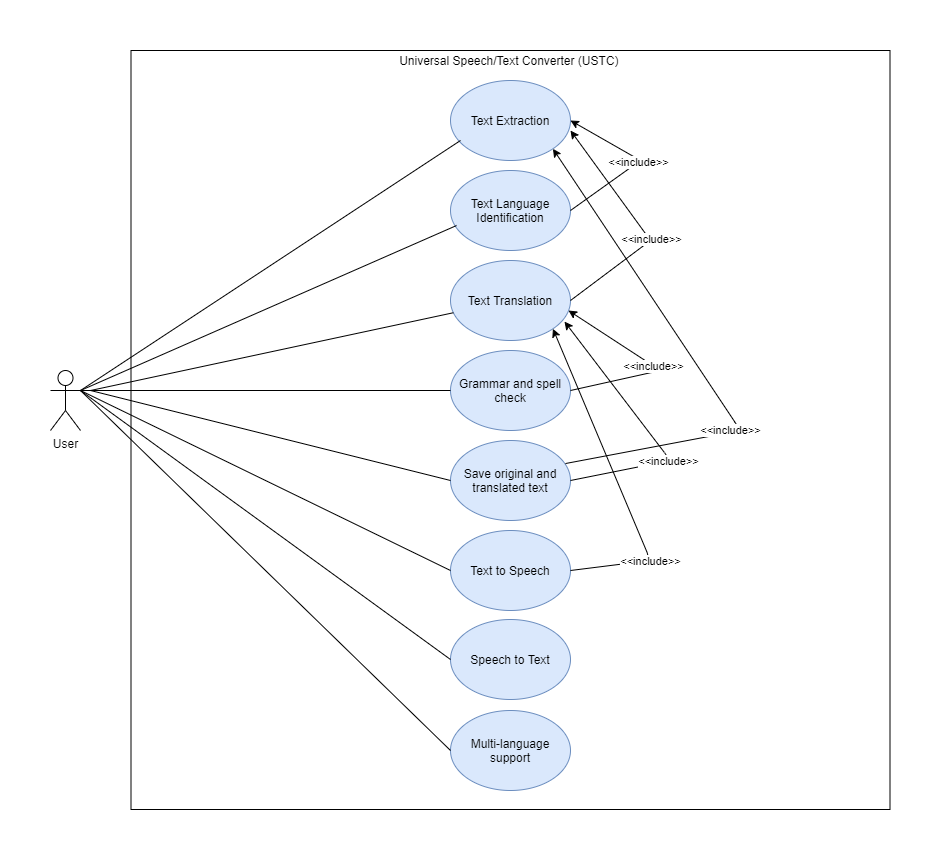 Universal Speech/Text Converter (USTC)
Text Extraction
<<include>>
Text Language
Identification
<<include>>
Text Translation
<<include>>
Grammar and spell
check
<<include>>
User
Save original and
translated text
<<include>>
Text to Speech
<<include>>
Speech to Text
Multi-language
support